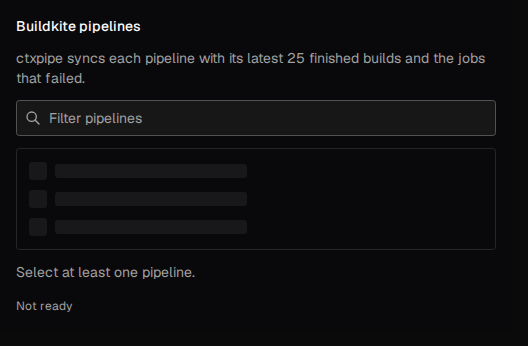 Buildkite pipelines
ctxpipe syncs each pipeline with its latest 25 finished builds and the jobs
that failed.
Filter pipelines
Select at least one pipeline.
Not ready